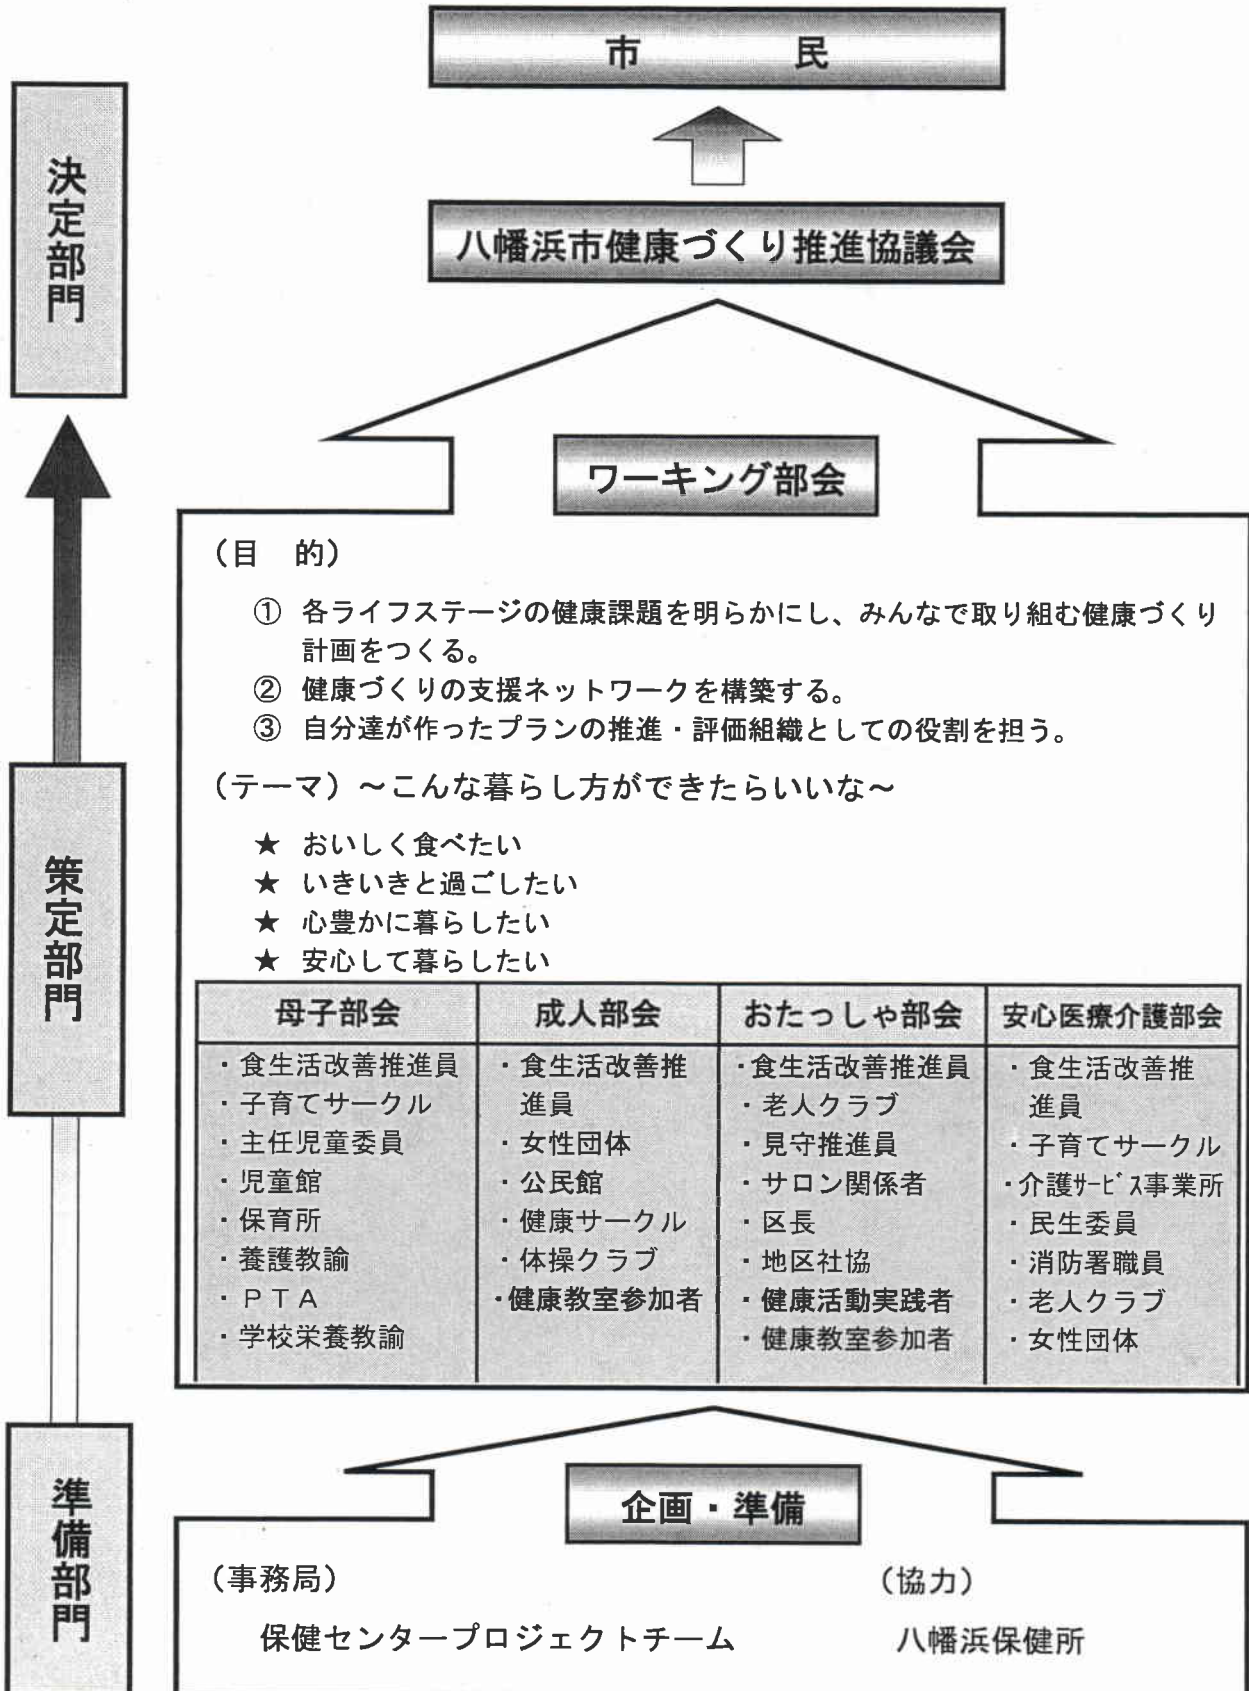 市　民
決定部門
八幡浜市健康づくり推進協議会
ワーキング部会
（目　的）
① 各ライフステージの健康課題を明らかにし、みんなで取り組む健康づくり
計画をつくる。
② 健康づくりの支援ネットワークを構築する。
③ 自分達が作ったプランの推進・評価組織としての役割を担う。
（テーマ）～こんな暮らし方ができたらいいな～
★ おいしく食べたい
★ いきいきと過ごしたい
★ 心豊かに暮らしたい
★ 安心して暮らしたい
策定部門
母子部会
・食生活改善推進員
・子育てサークル
・主任児童委員
・児童館
・保育所
・養護教諭
・ＰＴＡ
・学校栄養教諭
成人部会
・食生活改善推
進員
・女性団体
・公民館
・健康サークル
・体操クラブ
・健康教室参加者
おたっしゃ部会
・食生活改善推進員
・老人クラブ
・見守推進員
・サロン関係者
・区長
・地区社協
・健康活動実践者
・健康教室参加者
安心医療介護部会
・食生活改善推
進員
・子育てサークル
・介護ｻｰﾋﾞｽ事業所
・民生委員
・消防署職員
・老人クラブ
・女性団体
準備部門
企画・準備
（事務局）
保健センタープロジェクトチーム
（協力）
八幡浜保健所